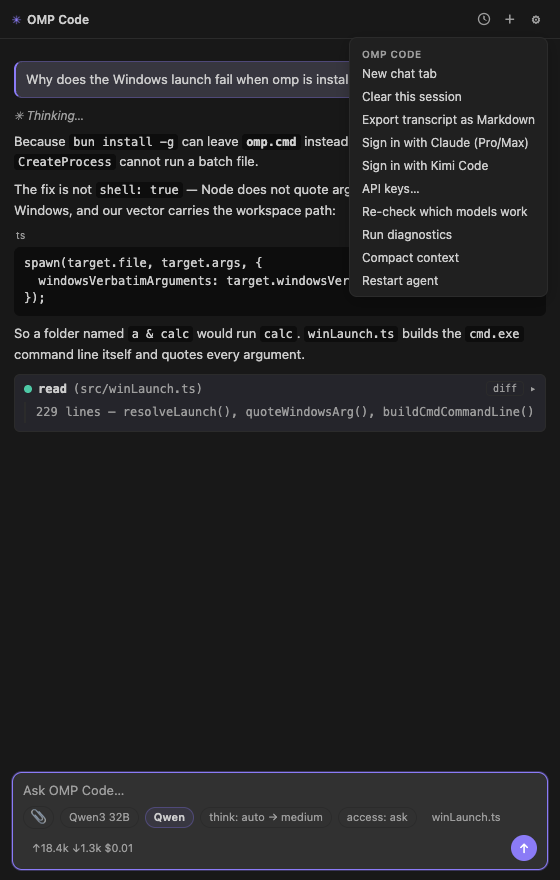 OMP Code
Why does the Windows launch fail when omp is instal
OMP CODE
New chat tab
Clear this session
Export transcript as Markdown
Sign in with Claude (Pro/Max)
Sign in with Kimi Code
API keys...
Re-check which models work
Run diagnostics
Compact context
Restart agent
Thinking...
Because bun install -g can leave omp.cmd instead
CreateProcess cannot run a batch file.
The fix is not shell: true — Node does not quote arg
Windows, and our vector carries the workspace path:
ts
spawn(target.file, target.args, {
windowsVerbatimArguments: target.windowsVer
});
So a folder named a & calc would run calc. winLaunch.ts builds the cmd.exe
command line itself and quotes every argument.
read (src/winLaunch.ts) diff
229 lines — resolveLaunch(), quoteWindowsArg(), buildCmdCommandLine()
Ask OMP Code...
Qwen3 32B Qwen think: auto → medium access: ask winLaunch.ts
↑18.4k ↓1.3k $0.01